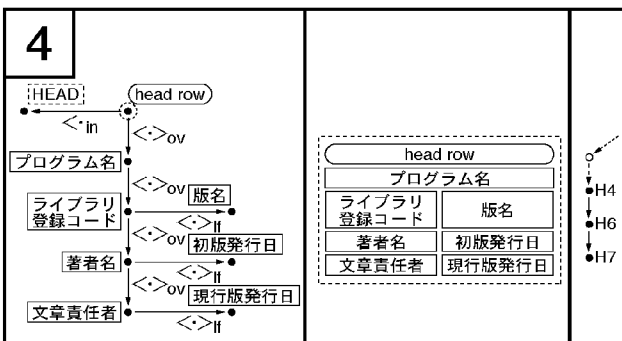 4
HEAD
head row
<·in
<·>ov
プログラム名
<·>ov
版名
ライブラリ
登録コード
<·>lf
<·>ov
初版発行日
著者名
<·>lf
<·>ov
現行版発行日
文章責任者
<·>lf
head row
プログラム名
ライブラリ
登録コード
版名
著者名
初版発行日
文章責任者
現行版発行日
H4
H6
H7